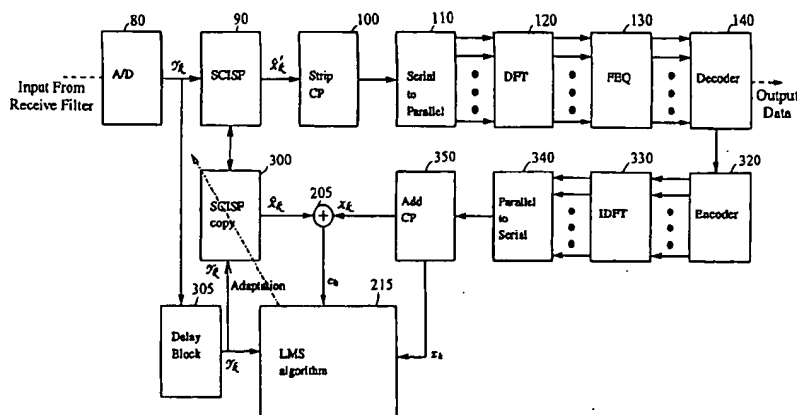 80
90
100
110
120
130
140
A/D
SCISP
Strip
CP
Serial
to
Parallel
DFT
FEQ
Decoder
Input From
Receive Filter
Output
Data
300
205
350
340
330
320
SCISP
copy
Add
CP
Parallel
to
Serial
IDFT
Encoder
Adaptation
305
215
Delay
Block
LMS
algorithm